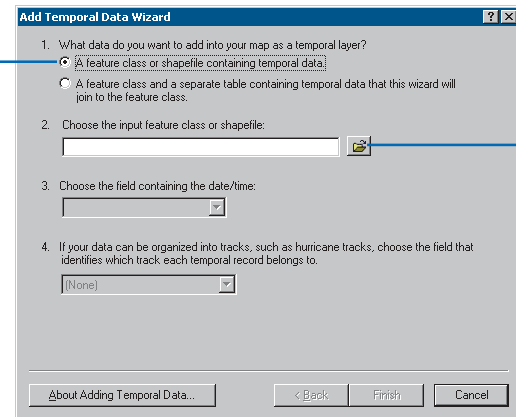 Add Temporal Data Wizard
1. What data do you want to add into your map as a temporal layer?
A feature class or shapefile containing temporal data.
A feature class and a separate table containing temporal data that this wizard will
join to the feature class.
2. Choose the input feature class or shapefile:
3. Choose the field containing the date/time:
4. If your data can be organized into tracks, such as hurricane tracks, choose the field that
identifies which track each temporal record belongs to.
(None)
About Adding Temporal Data... < Back Finish Cancel